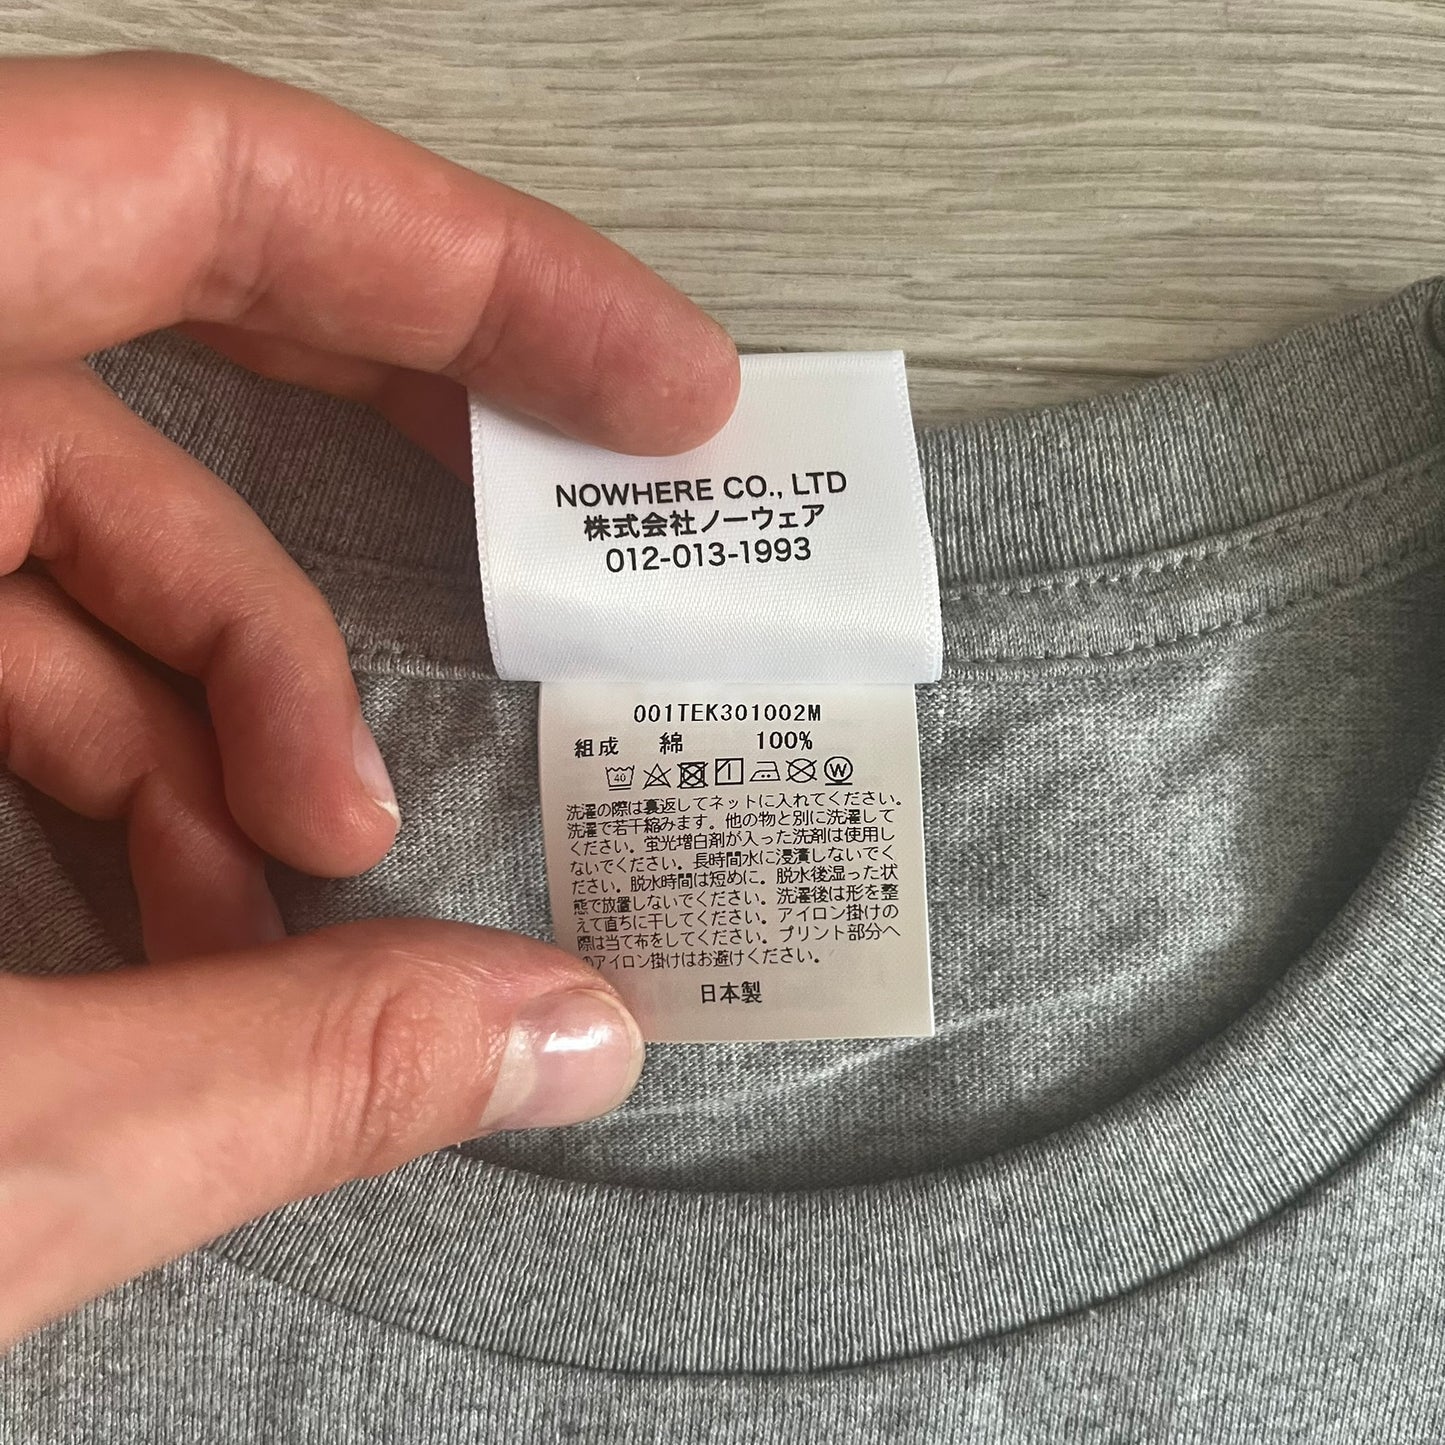 NOWHERE CO., LTD
株式会社ノーウェア
012-013-1993
001TEK301002M
組成 綿 100%
40 W
洗濯の際は裏返してネットに入れてください。
洗濯で若干縮みます。他の物と別に洗濯して
ください。蛍光増白剤が入った洗剤は使用し
ないでください。長時間水に浸漬しないでく
ださい。脱水時間は短めに。脱水後湿った状
態で放置しないでください。洗濯後は形を整
えて直ちに干してください。アイロン掛けの
際は当て布をしてください。プリント部分へ
のアイロン掛けはお避けください。
日本製